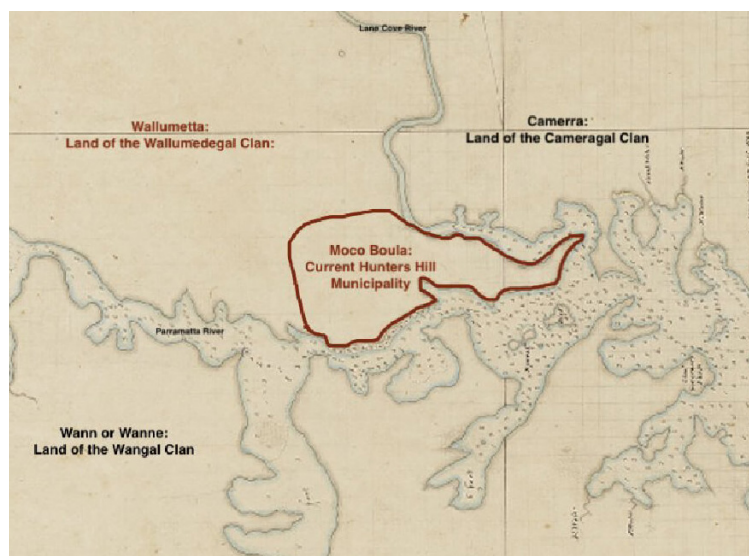 Lane Cove River
Wallumetta:
Land of the Wallumedegal Clan:
Camerra:
Land of the Cameragal Clan
Moco Boula:
Current Hunters Hill
Municipality
Parramatta River
Wann or Wanne:
Land of the Wangal Clan